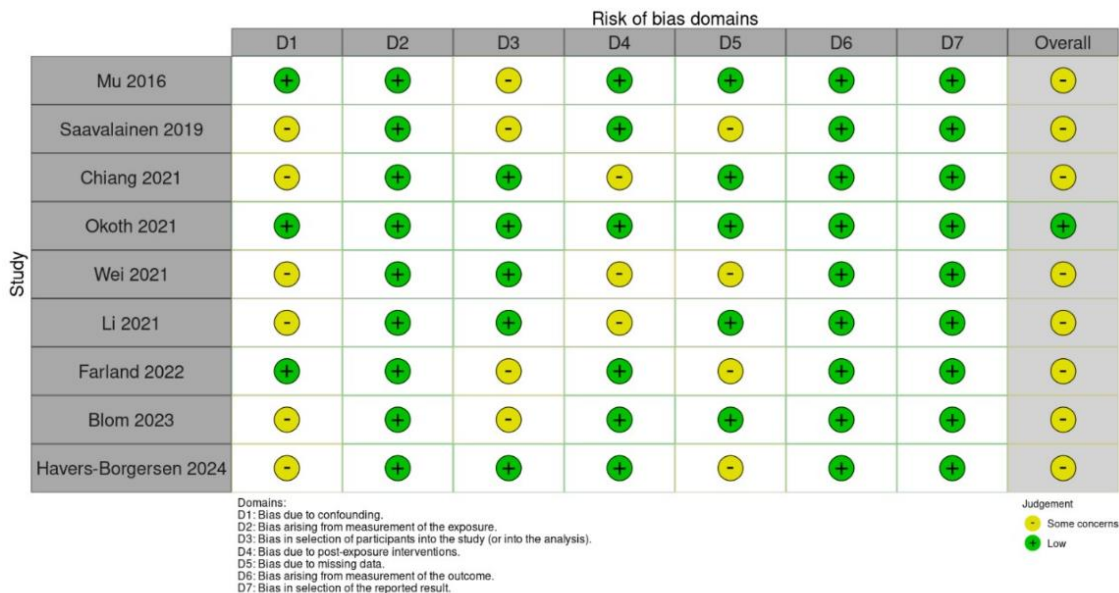 Risk of bias domains
D1 D2 D3 D4 D5 D6 D7 Overall
Study
Mu 2016 + + - + + + + -
Saavalainen 2019 - + - + - + + -
Chiang 2021 - + + - + + + -
Okoth 2021 + + + + + + + +
Wei 2021 - + + - - + + -
Li 2021 - + + - + + + -
Farland 2022 + + - + - + + -
Blom 2023 - + - + + + + -
Havers-Borgersen 2024 - + + + - + + -
Domains:
D1: Bias due to confounding.
D2: Bias arising from measurement of the exposure.
D3: Bias in selection of participants into the study (or into the analysis).
D4: Bias due to post-exposure interventions.
D5: Bias due to missing data.
D6: Bias arising from measurement of the outcome.
D7: Bias in selection of the reported result.
Judgement
- Some concerns
+ Low